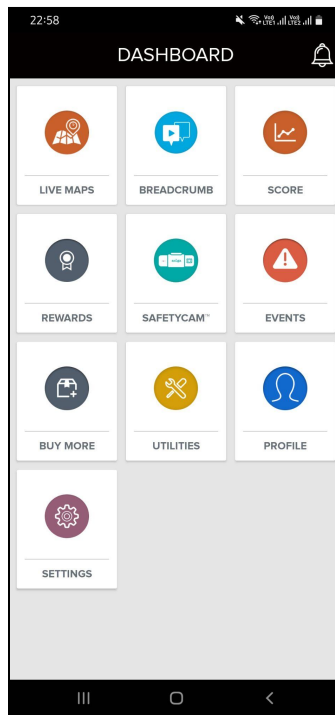 22:58
DASHBOARD
LIVE MAPS
BREADCRUMB
SCORE
REWARDS
SAFETYCAM™
EVENTS
BUY MORE
UTILITIES
PROFILE
SETTINGS